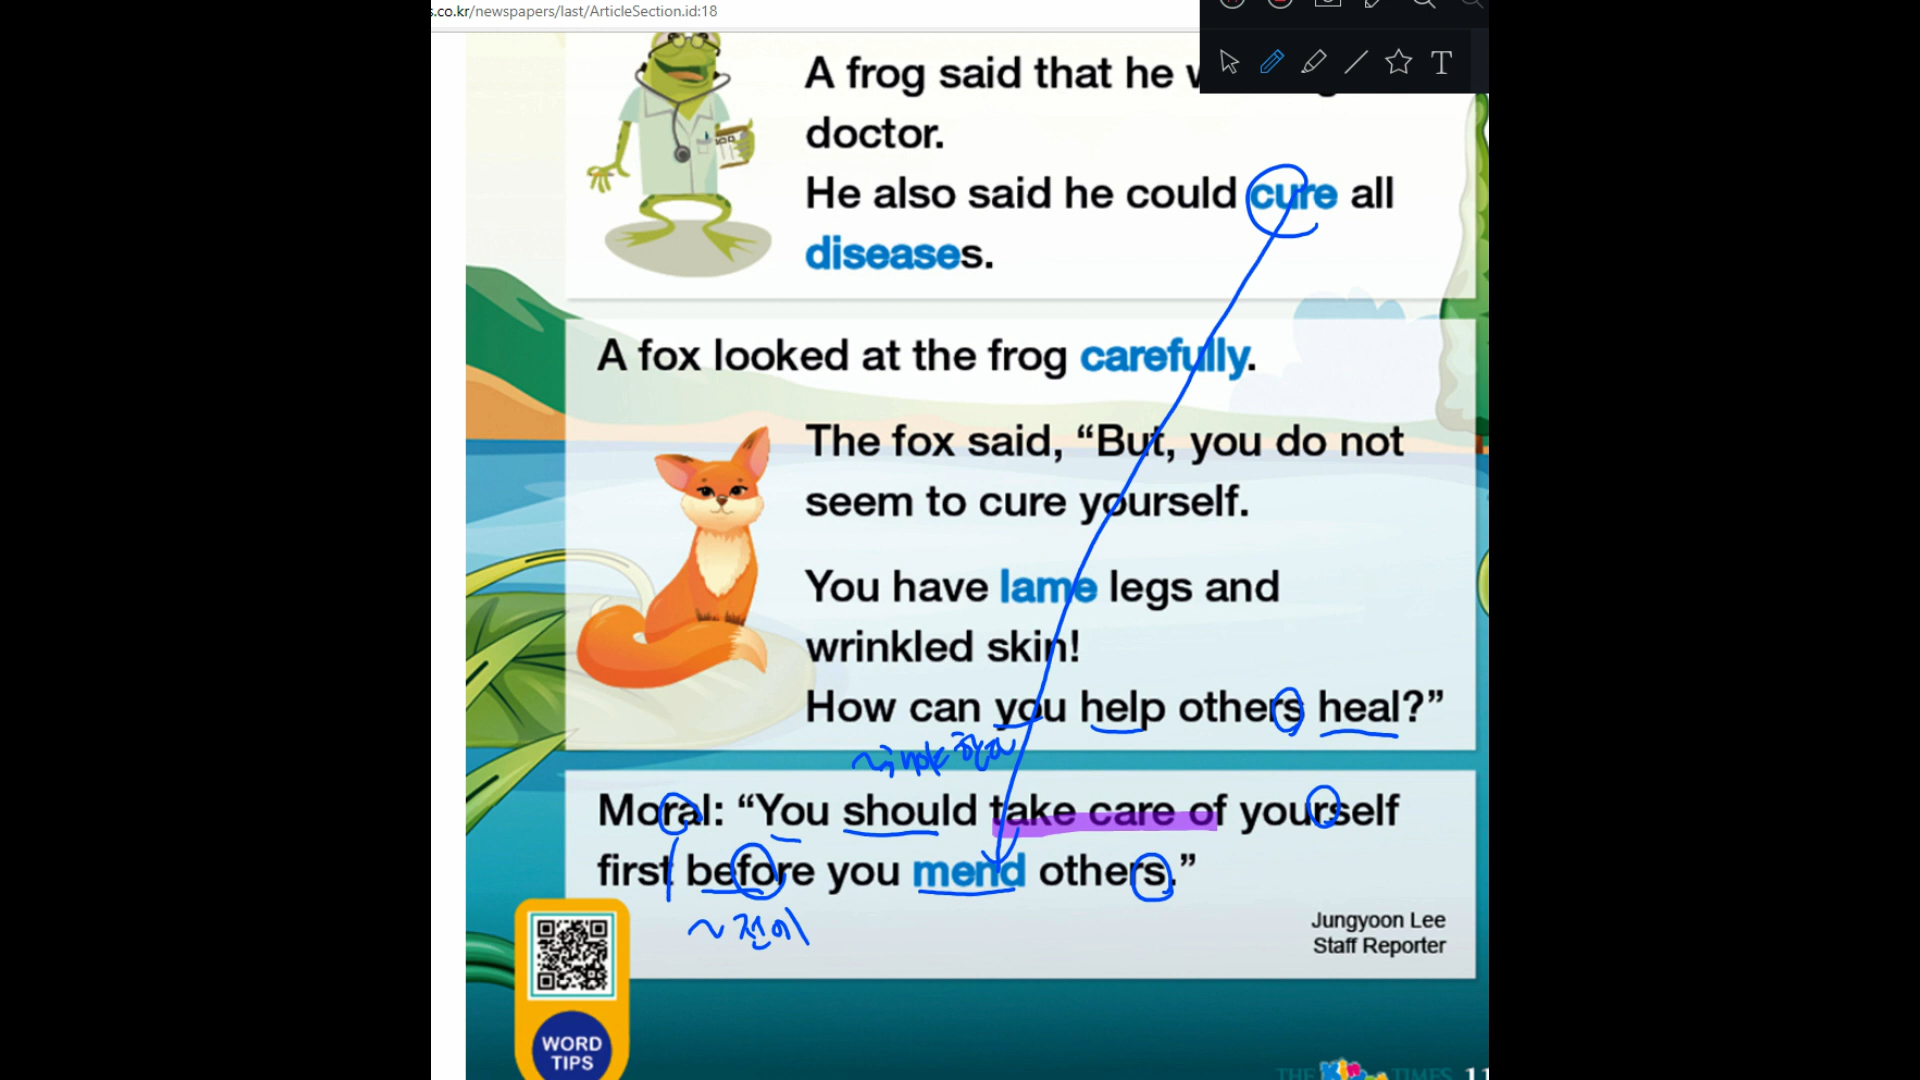 s.co.kr/newspapers/last/ArticleSection.id:18
T
A frog said that he
doctor.
He also said he could cure all
diseases.
A fox looked at the frog carefully.
The fox said, “But, you do not
seem to cure yourself.
You have lame legs and
wrinkled skin!
How can you help others heal?”
Moral: “You should take care of yourself
first before you mend others.”
~전에
Jungyoon Lee
Staff Reporter
WORD
TIPS
THE TIMES 11